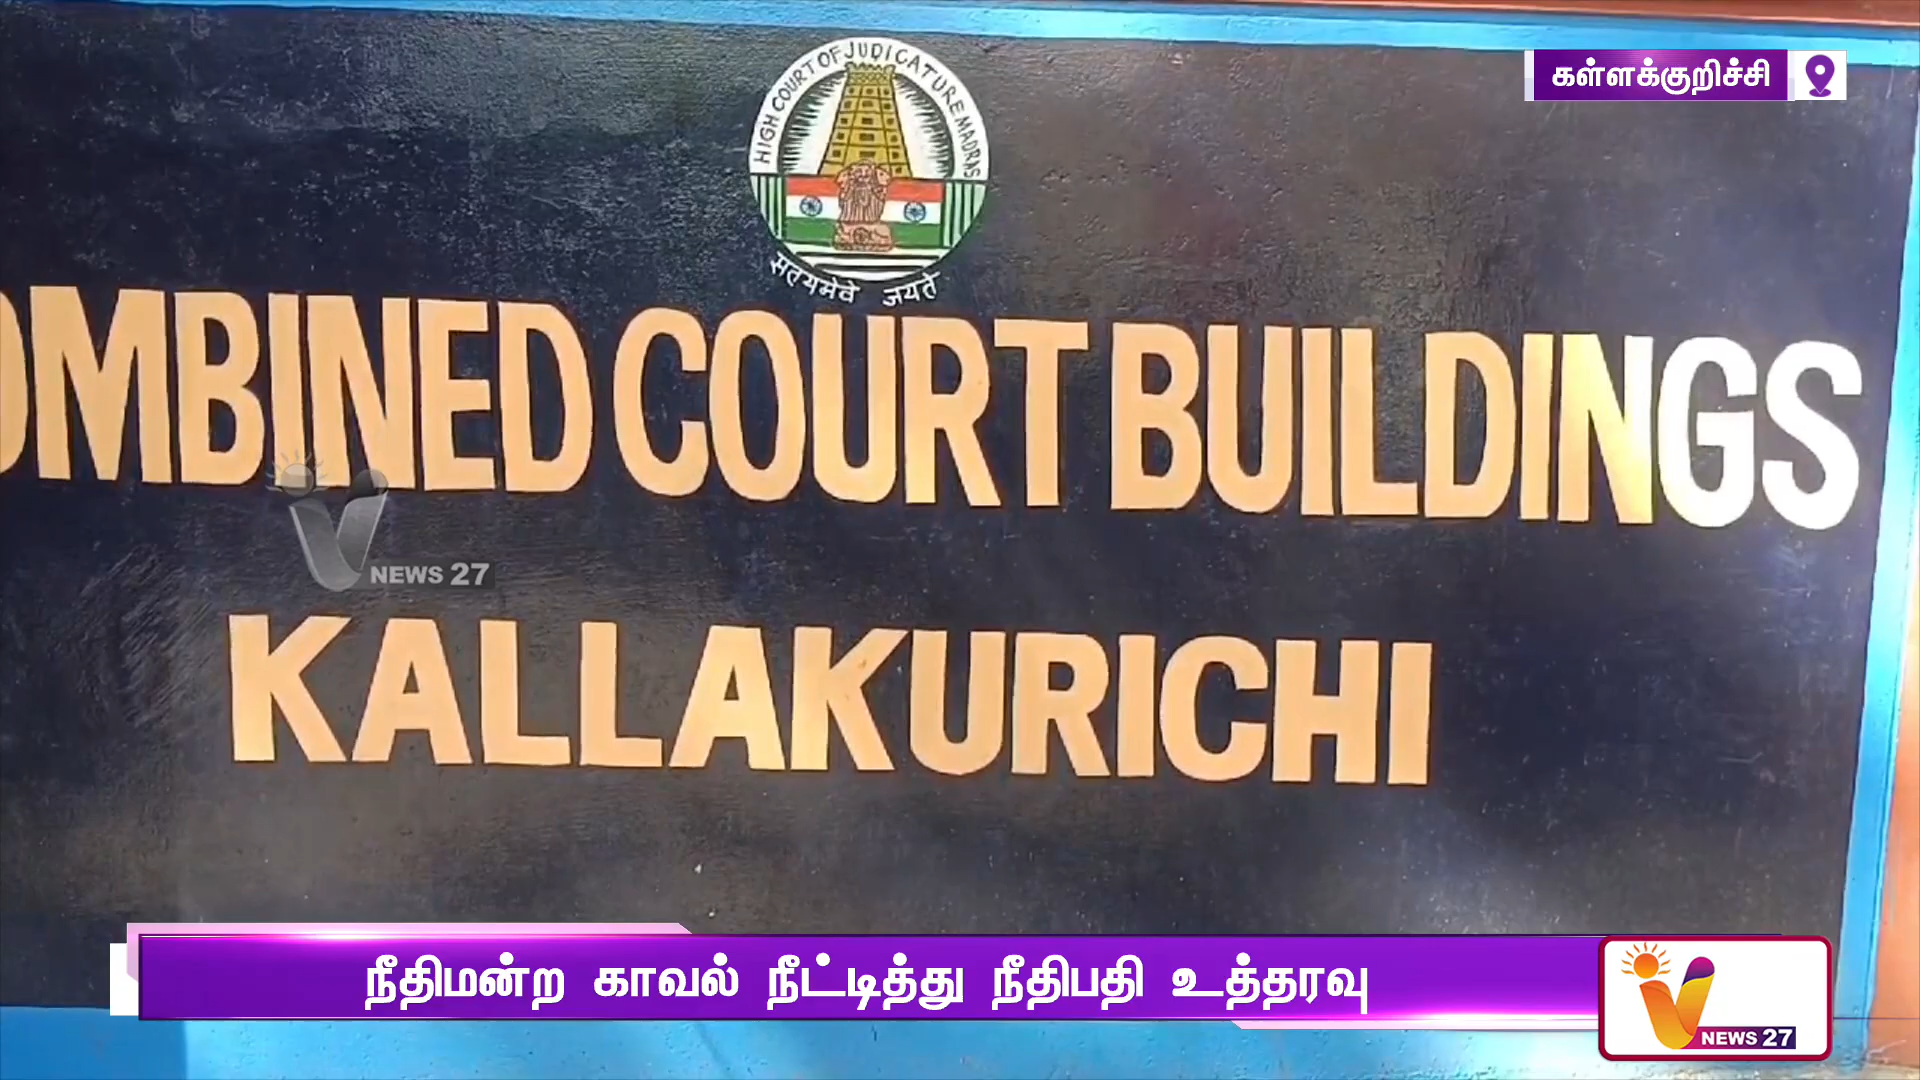 கள்ளக்குறிச்சி
HIGH COURT OF JUDICATURE MADRAS
सत्यमेव जयते
OMBINED COURT BUILDINGS
NEWS 27
KALLAKURICHI
நீதிமன்ற காவல் நீட்டித்து நீதிபதி உத்தரவு
NEWS 27